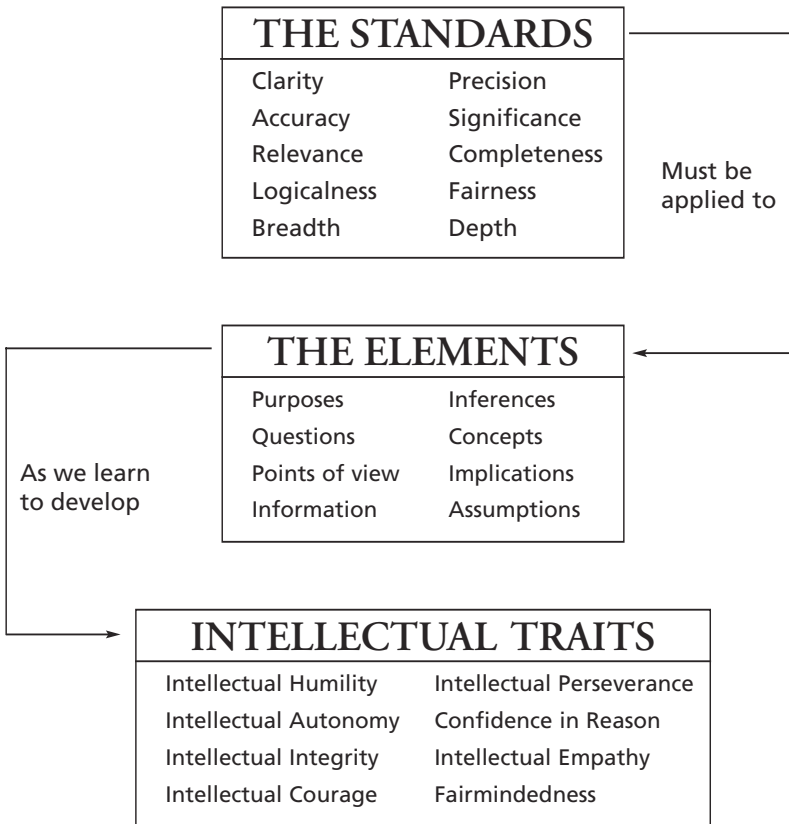 THE STANDARDS
Clarity Precision
Accuracy Significance
Relevance Completeness
Logicalness Fairness
Breadth Depth
Must be
applied to
THE ELEMENTS
Purposes Inferences
Questions Concepts
Points of view Implications
Information Assumptions
As we learn
to develop
INTELLECTUAL TRAITS
Intellectual Humility Intellectual Perseverance
Intellectual Autonomy Confidence in Reason
Intellectual Integrity Intellectual Empathy
Intellectual Courage Fairmindedness